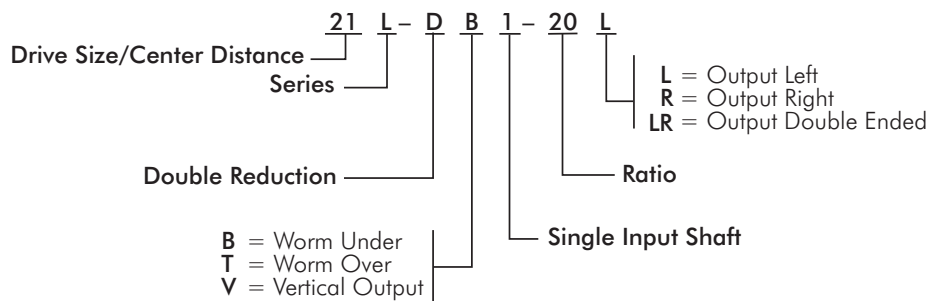 21 L – D B 1 – 20 L
Drive Size/Center Distance
Series
L = Output Left
R = Output Right
LR = Output Double Ended
Double Reduction
Ratio
B = Worm Under
T = Worm Over
V = Vertical Output
Single Input Shaft